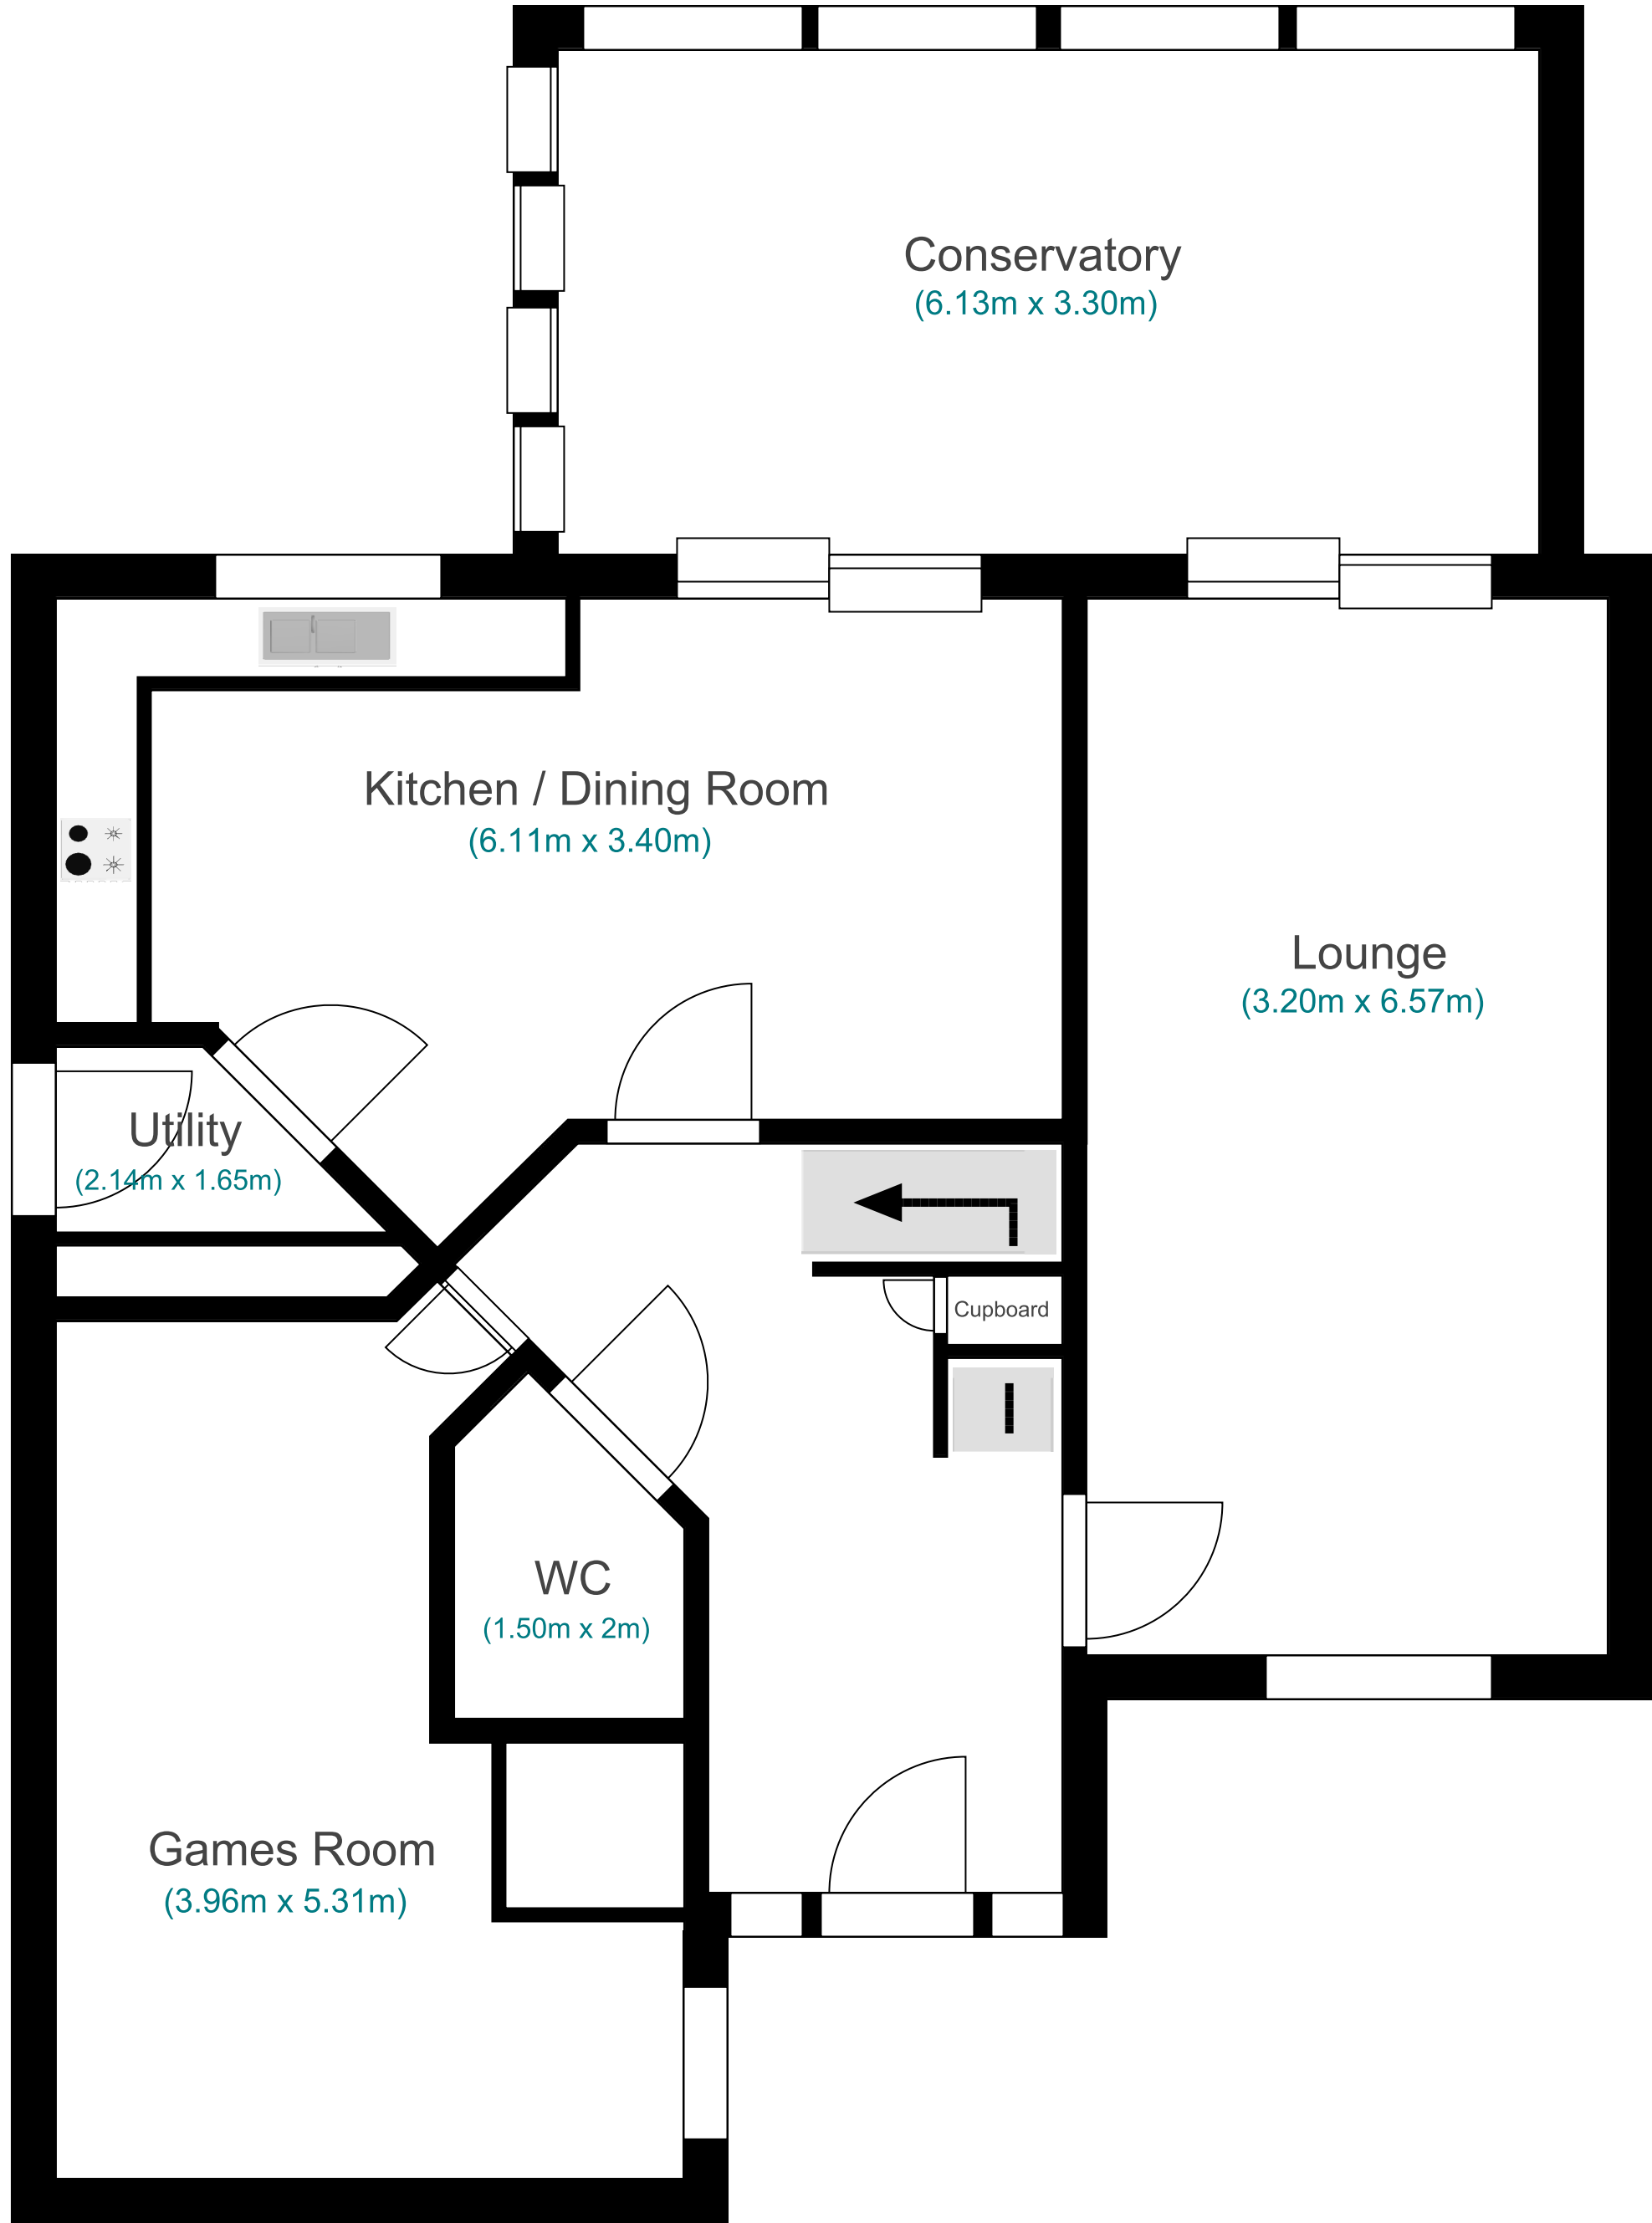 Conservatory
(6.13m x 3.30m)
Kitchen / Dining Room
(6.11m x 3.40m)
Lounge
(3.20m x 6.57m)
Utility
(2.14m x 1.65m)
Cupboard
WC
(1.50m x 2m)
Games Room
(3.96m x 5.31m)